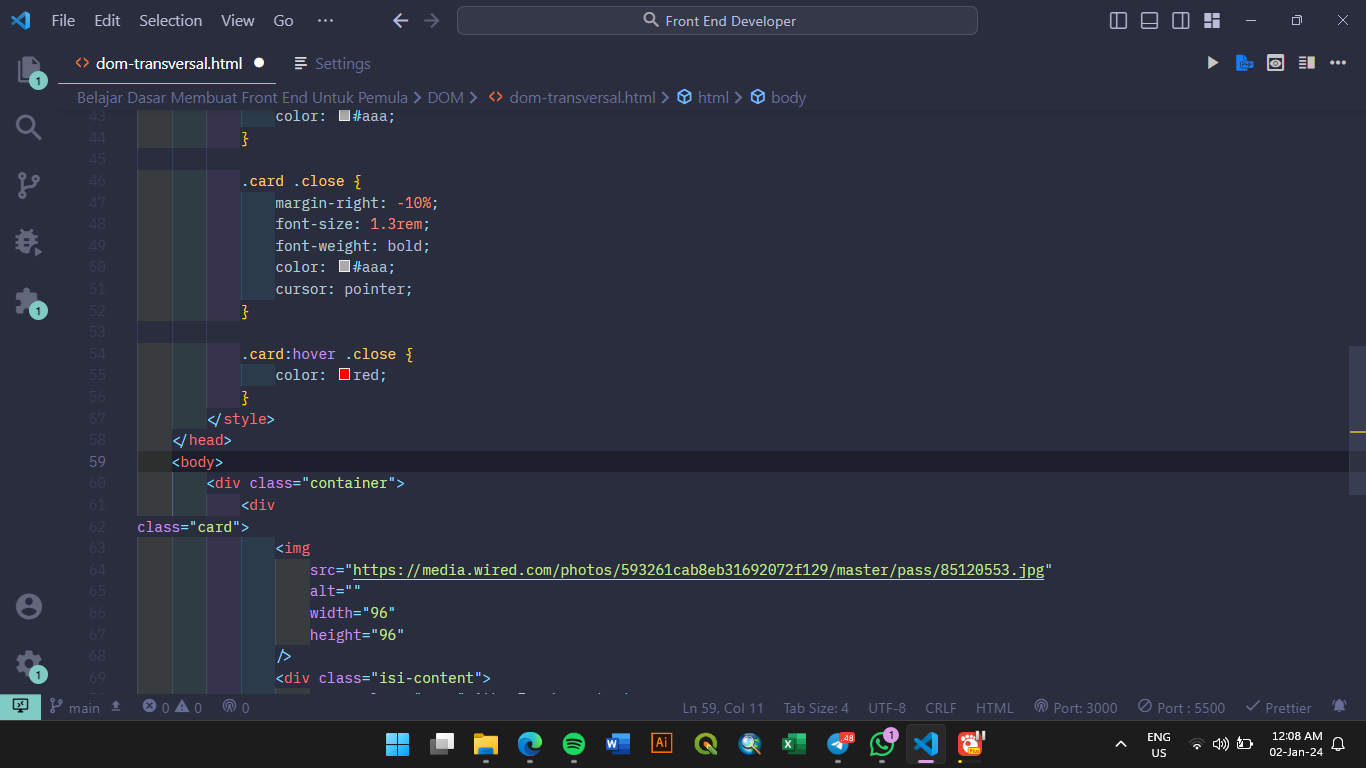 File Edit Selection View Go ··· Front End Developer
1 dom-transversal.html Settings
Belajar Dasar Membuat Front End Untuk Pemula > DOM > dom-transversal.html > html > body
43 color: #aaa;
44 }
45
46 .card .close {
47 margin-right: -10%;
48 font-size: 1.3rem;
49 font-weight: bold;
50 color: #aaa;
51 cursor: pointer;
52 }
53
54 .card:hover .close {
55 color: red;
56 }
57 </style>
58 </head>
59 <body>
60 <div class="container">
61 <div
62 class="card">
63 <img
64 src="https://media.wired.com/photos/593261cab8eb31692072f129/master/pass/85120553.jpg"
65 alt=""
66 width="96"
67 height="96"
68 />
69 <div class="isi-content">
1
1
main 0 0 0 Ln 59, Col 11 Tab Size: 4 UTF-8 CRLF HTML Port: 3000 Port : 5500 Prettier
48 1 ENG US 12:08 AM
02-Jan-24